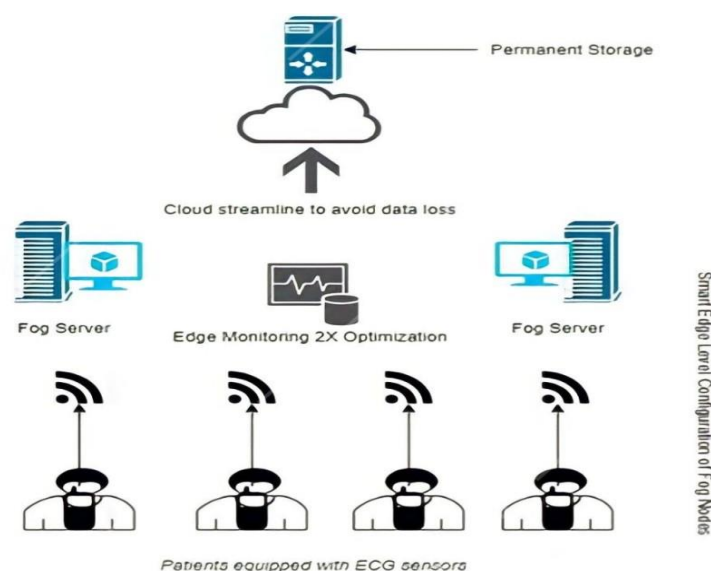 Permanent Storage
Cloud streamline to avoid data loss
Fog Server
Edge Monitoring 2X Optimization
Fog Server
Patients equipped with ECG sensors
Smart Edge Level Configuration of Fog Nodes